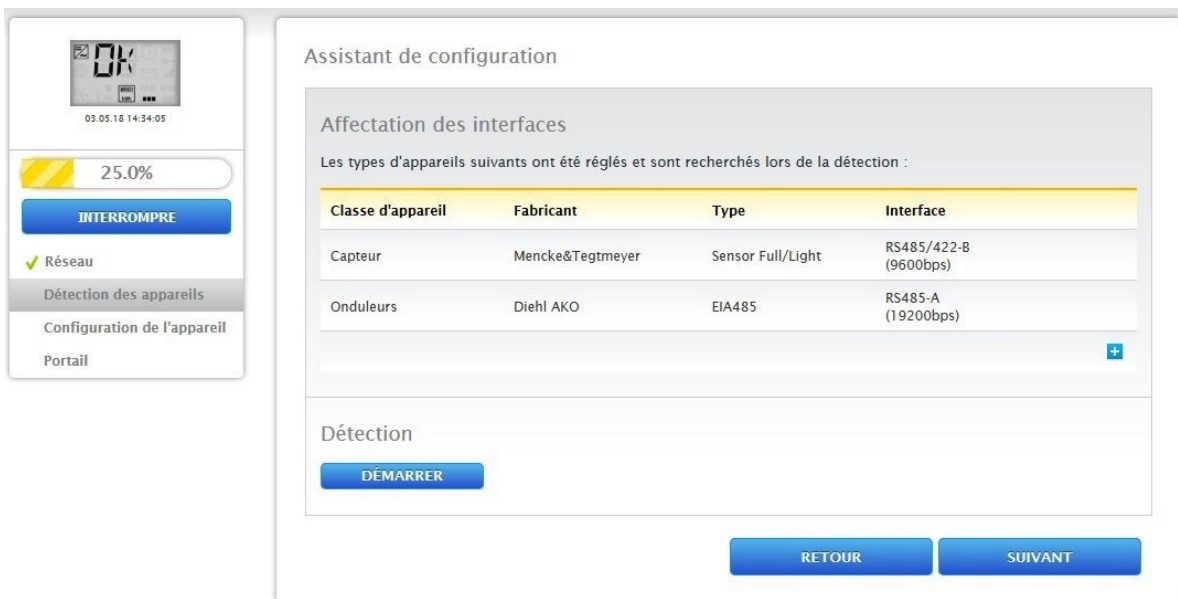 OK
03.05.18 14:34:05
25.0%
INTERROMPRE
Réseau
Détection des appareils
Configuration de l'appareil
Portail
Assistant de configuration
Affectation des interfaces
Les types d'appareils suivants ont été réglés et sont recherchés lors de la détection :
Classe d'appareil Fabricant Type Interface
Capteur Mencke&Tegtmeyer Sensor Full/Light RS485/422-B
(9600bps)
Onduleurs Diehl AKO EIA485 RS485-A
(19200bps)
Détection
DÉMARRER
RETOUR SUIVANT